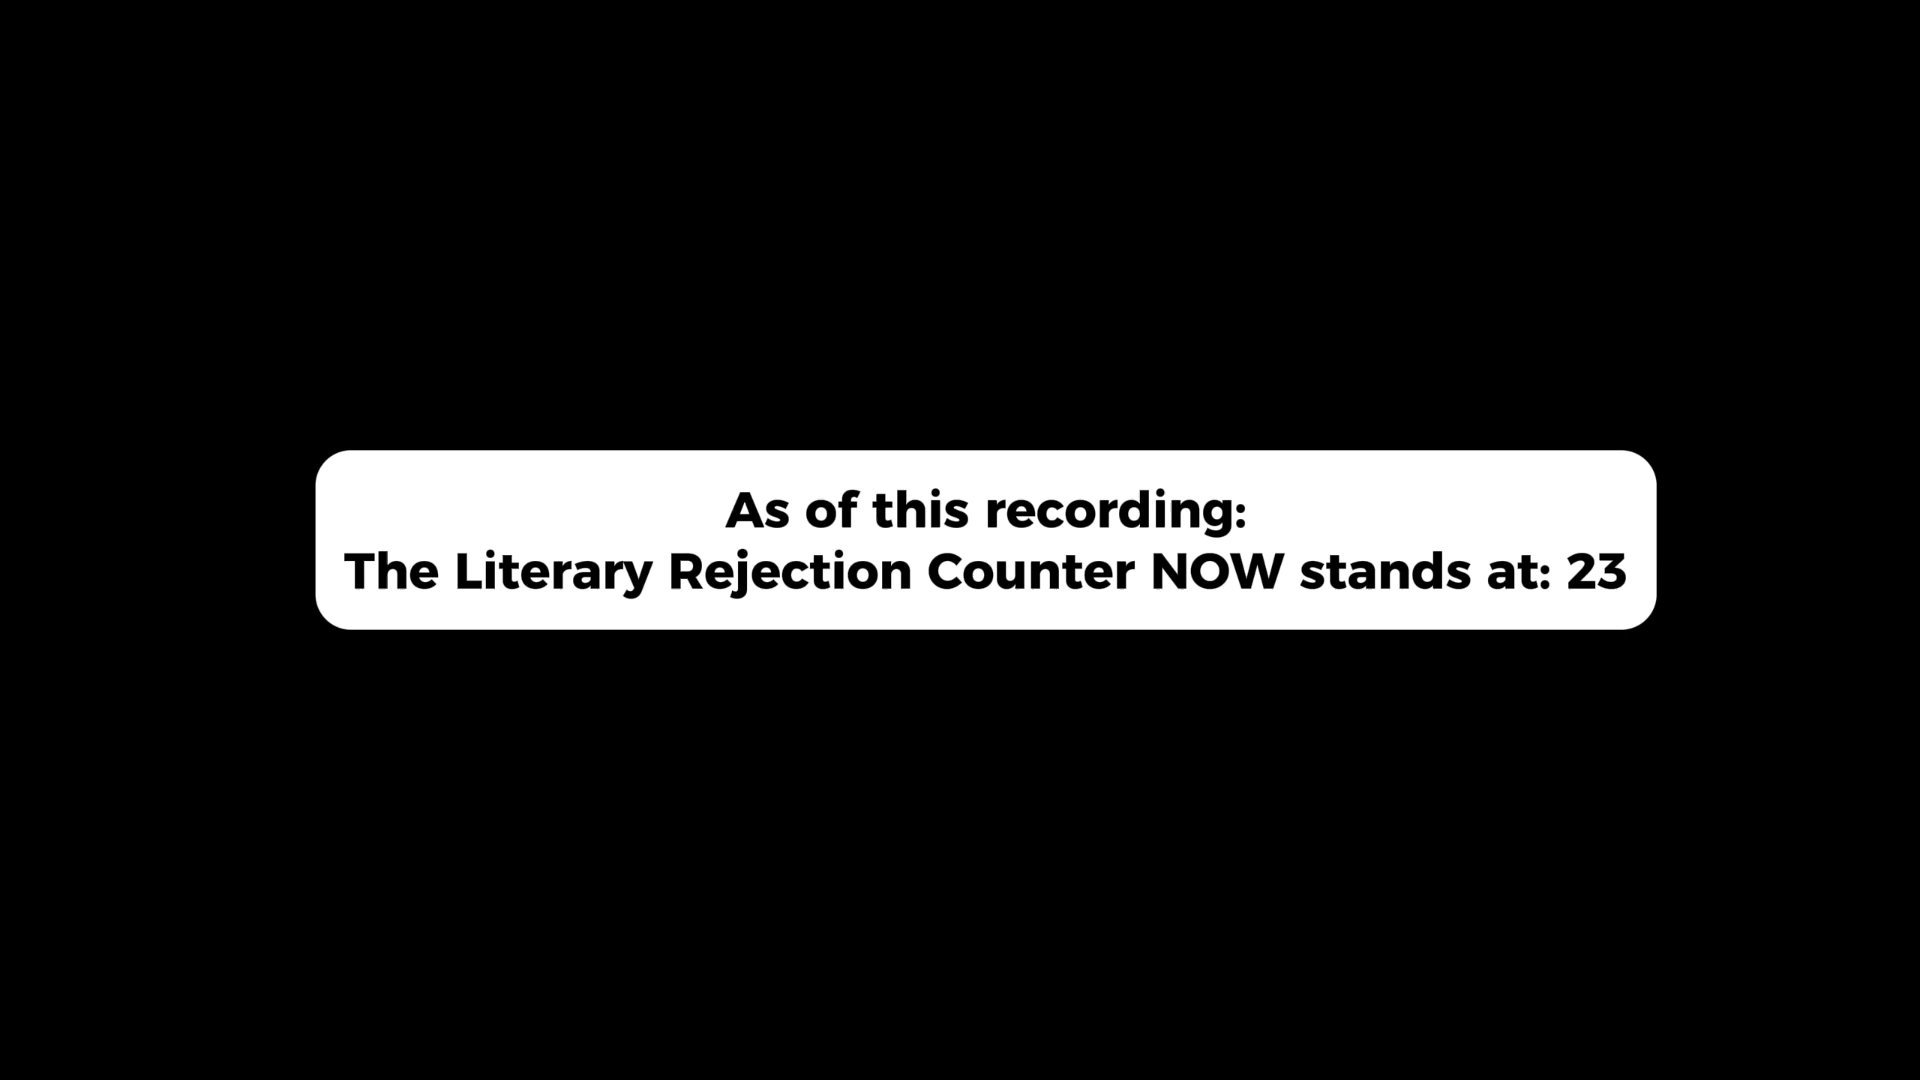 As of this recording:
The Literary Rejection Counter NOW stands at: 23